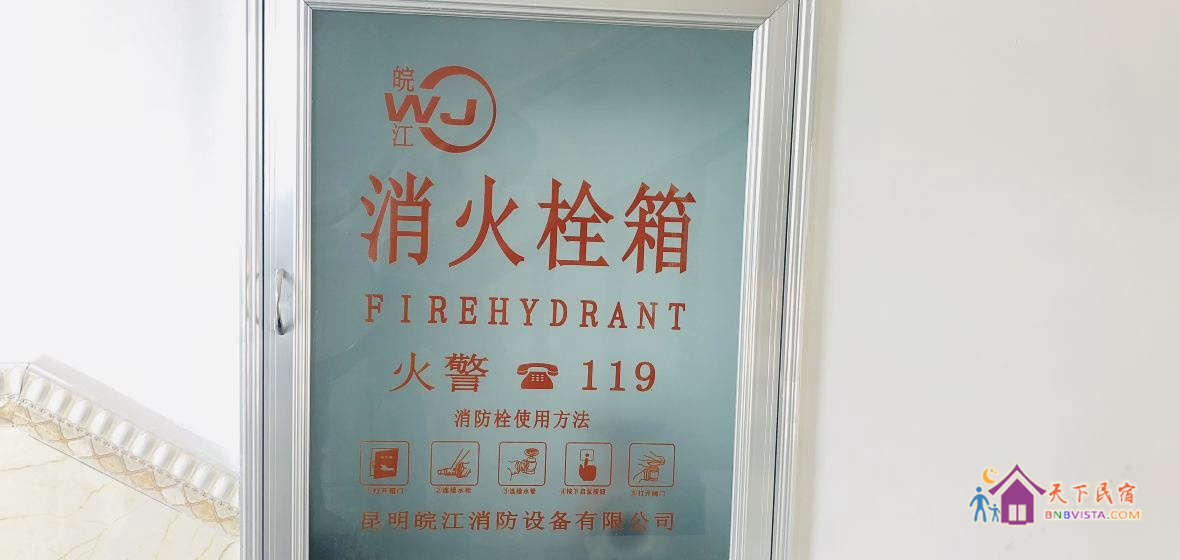 皖
WJ
江
消火栓箱
FIREHYDRANT
火警 119
消防栓使用方法
昆明皖江消防设备有限公司
天下民宿
BNBVISTA.COM